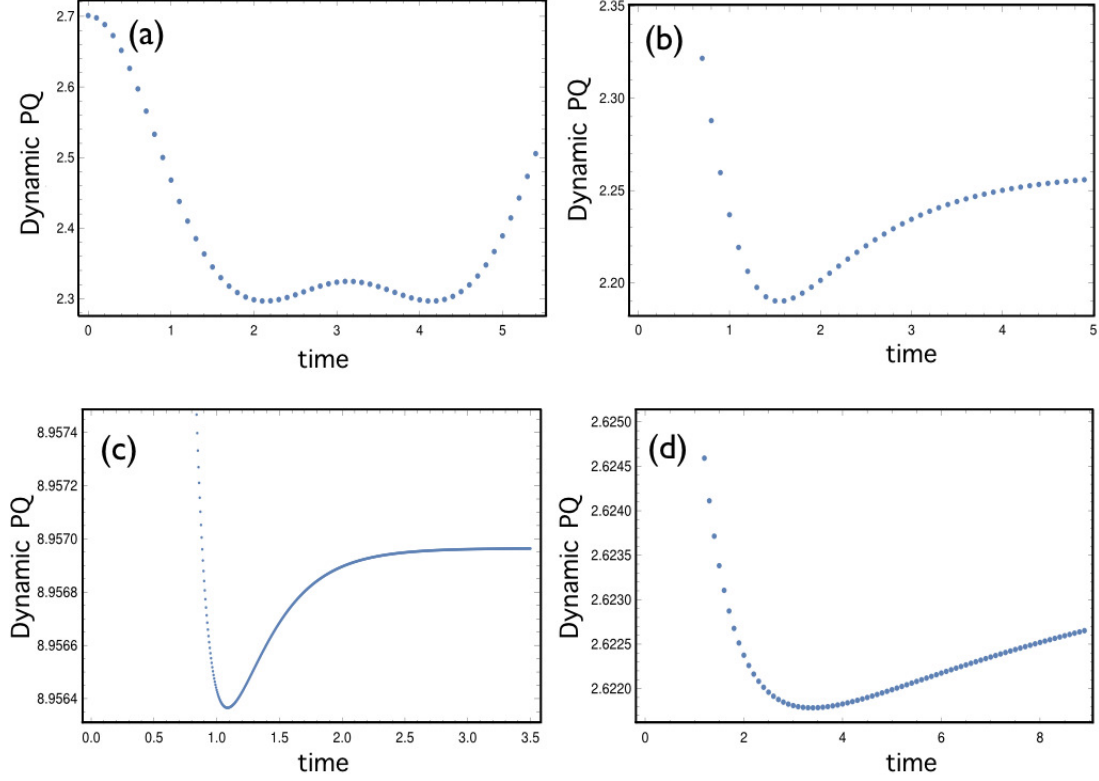 (a)
Dynamic PQ
2.7
2.6
2.5
2.4
2.3
0 1 2 3 4 5
time
(b)
Dynamic PQ
2.35
2.30
2.25
2.20
0 1 2 3 4 5
time
(c)
Dynamic PQ
8.9574
8.9572
8.9570
8.9568
8.9566
8.9564
0.0 0.5 1.0 1.5 2.0 2.5 3.0 3.5
time
(d)
Dynamic PQ
2.6250
2.6245
2.6240
2.6235
2.6230
2.6225
2.6220
0 2 4 6 8
time